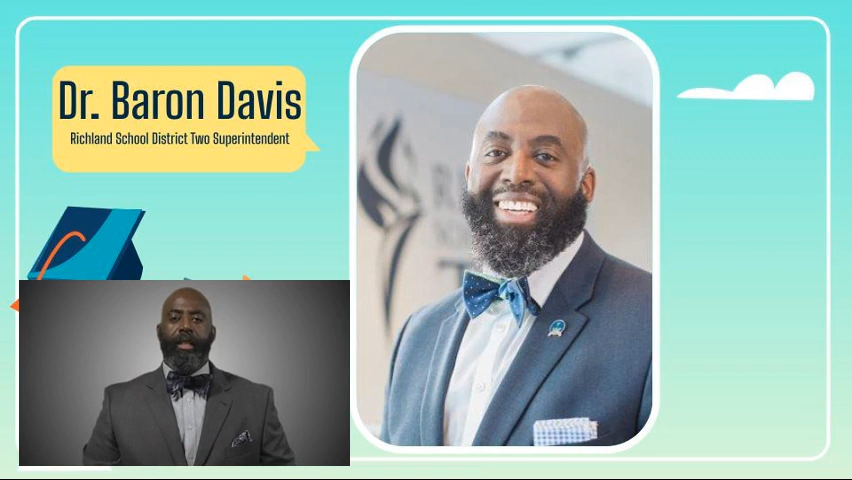 Dr. Baron Davis
Richland School District Two Superintendent